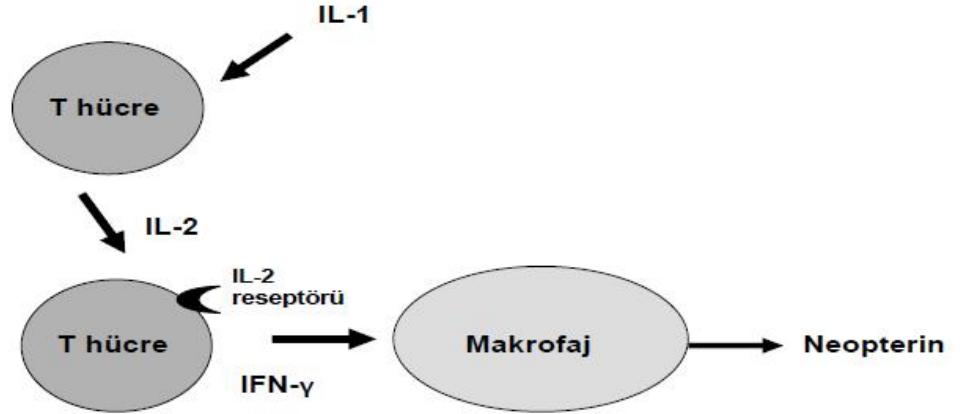 IL-1
T hücre
IL-2
IL-2
reseptörü
T hücre
IFN-γ
Makrofaj
Neopterin